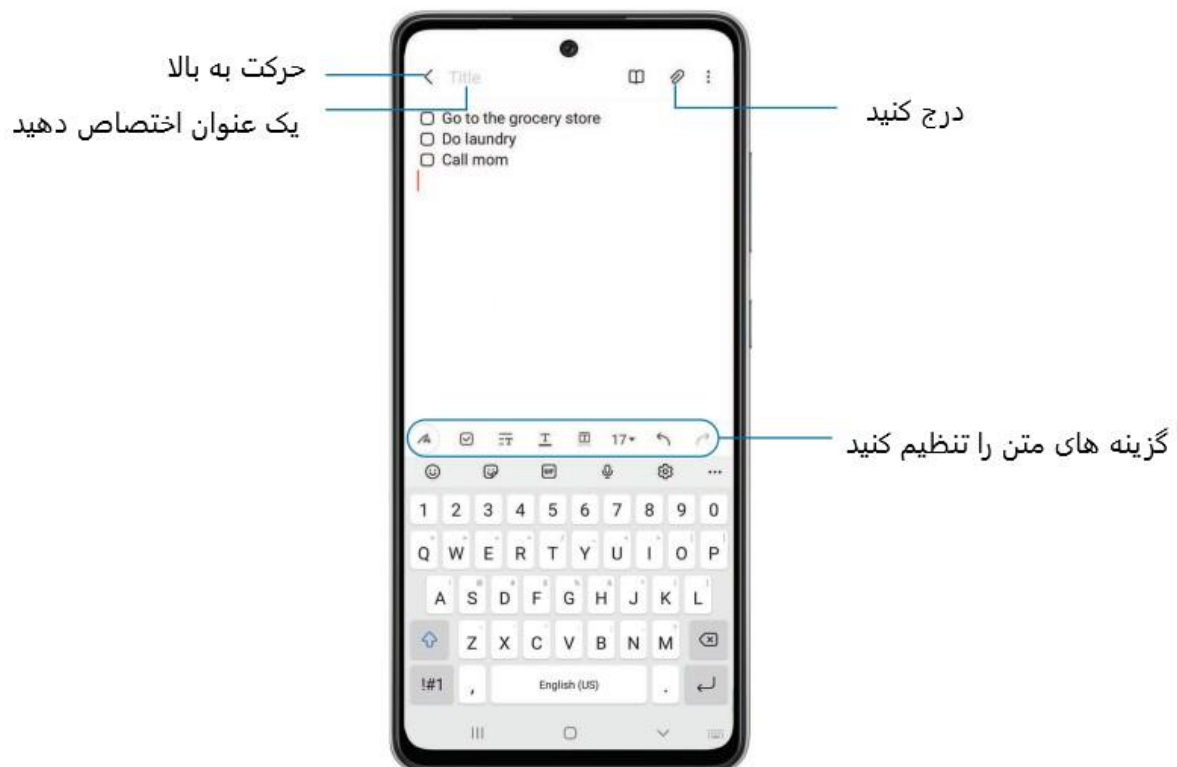 حرکت به بالا
یک عنوان اختصاص دهید
درج کنید
Title
Go to the grocery store
Do laundry
Call mom
گزینه های متن را تنظیم کنید
17
GIF
1 2 3 4 5 6 7 8 9 0
Q W E R T Y U I O P
A S D F G H J K L
Z X C V B N M
!#1 , English (US) .